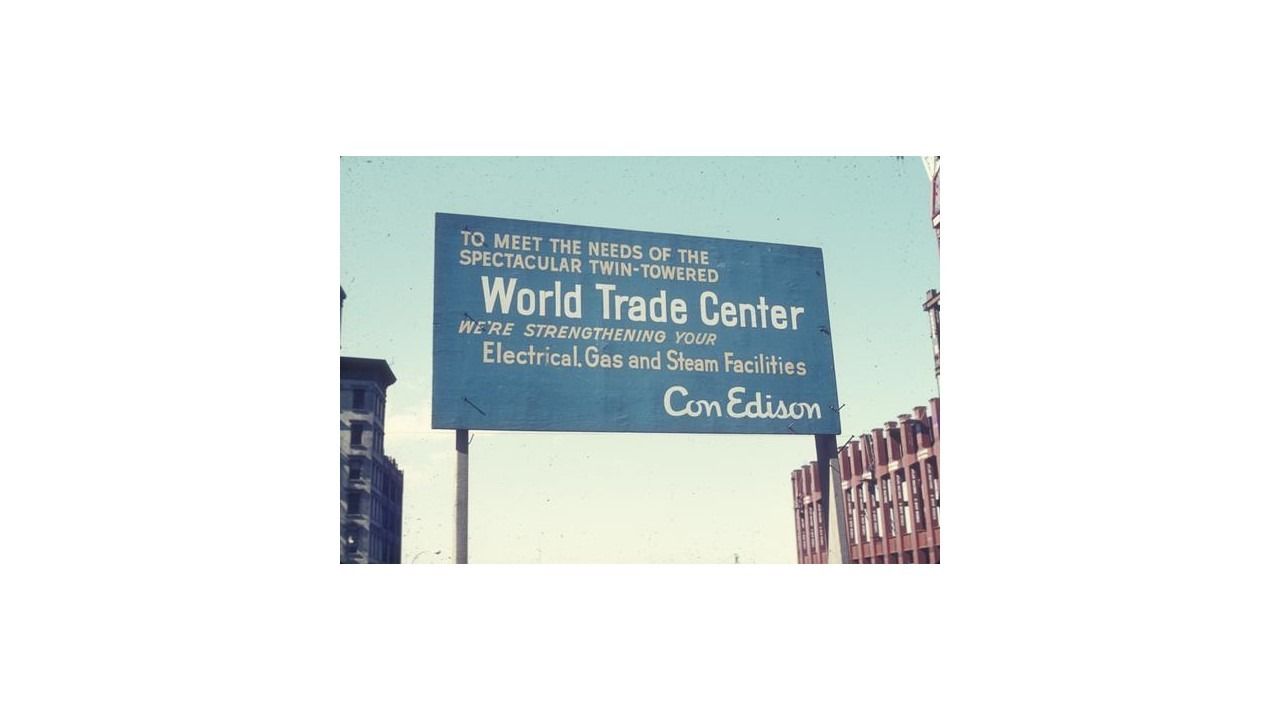 TO MEET THE NEEDS OF THE
SPECTACULAR TWIN-TOWERED
World Trade Center
WE'RE STRENGTHENING YOUR
Electrical, Gas and Steam Facilities
Con Edison